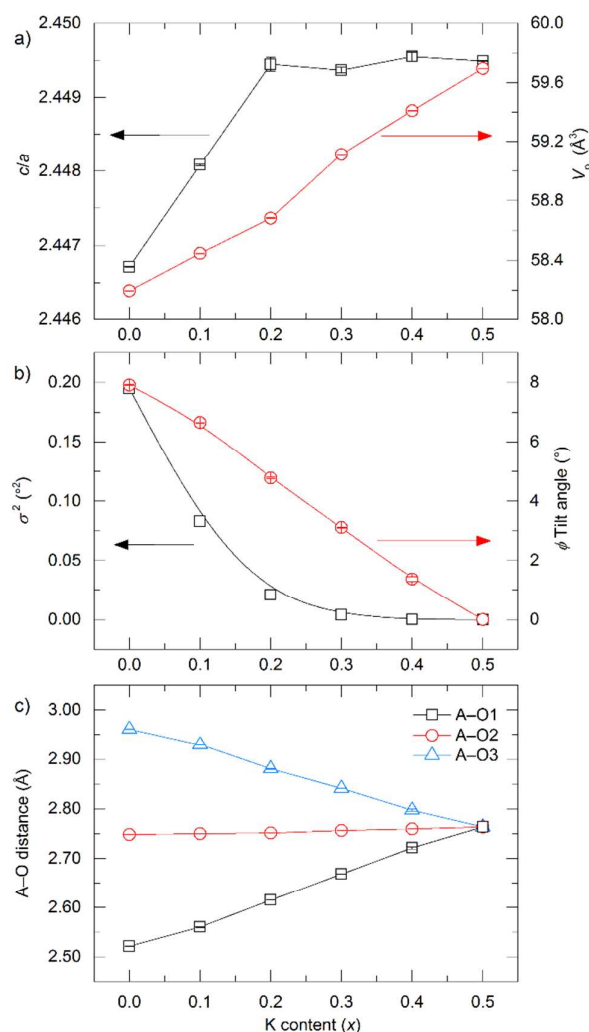 a)
2.450
2.449
2.448
2.447
2.446
c/a
60.0
59.6
59.2
58.8
58.4
58.0
Vₚ (Å³)
0.0 0.1 0.2 0.3 0.4 0.5
b)
0.20
0.15
0.10
0.05
0.00
σ² (°²)
8
6
4
2
0
ϕ Tilt angle (°)
0.0 0.1 0.2 0.3 0.4 0.5
c)
3.00
2.90
2.80
2.70
2.60
2.50
A–O distance (Å)
A–O1
A–O2
A–O3
0.0 0.1 0.2 0.3 0.4 0.5
K content (x)